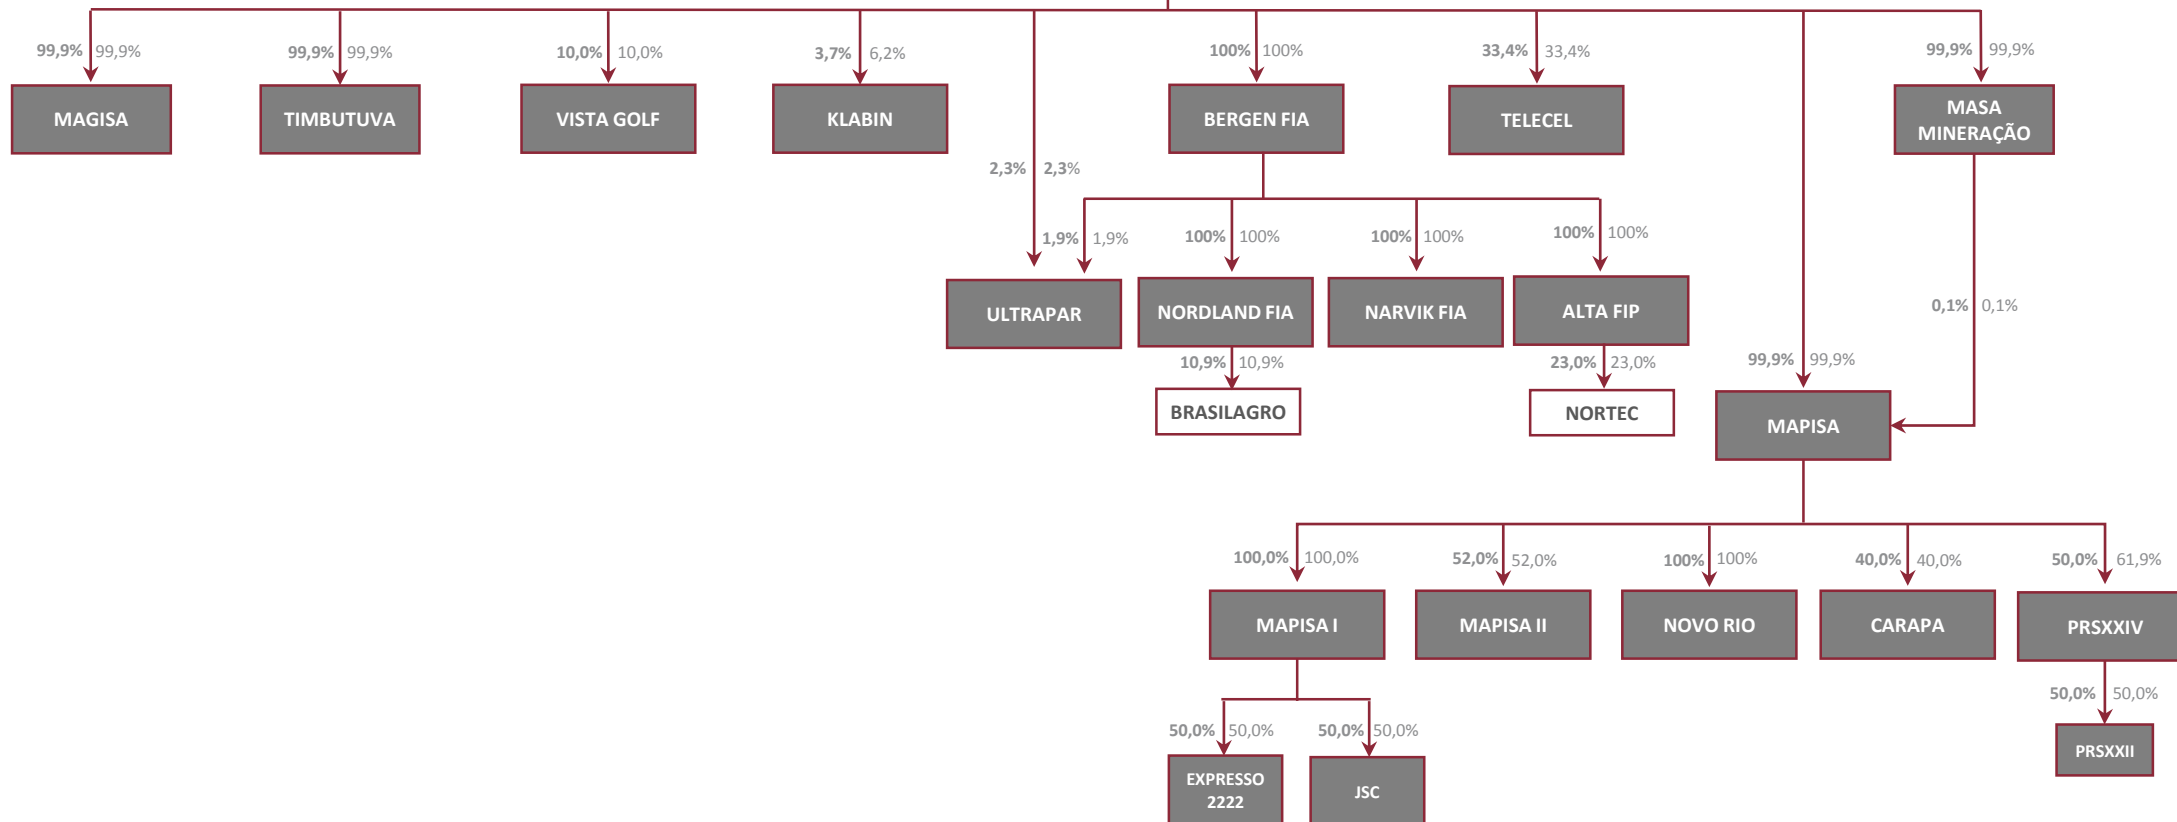 99,9% 99,9%
99,9% 99,9%
10,0% 10,0%
3,7% 6,2%
100% 100%
33,4% 33,4%
99,9% 99,9%
MAGISA
TIMBUTUVA
VISTA GOLF
KLABIN
BERGEN FIA
TELECEL
MASA
MINERAÇÃO
2,3% 2,3%
1,9% 1,9%
100% 100%
100% 100%
100% 100%
ULTRAPAR
NORDLAND FIA
NARVIK FIA
ALTA FIP
0,1% 0,1%
10,9% 10,9%
23,0% 23,0%
99,9% 99,9%
BRASILAGRO
NORTEC
MAPISA
100,0% 100,0%
52,0% 52,0%
100% 100%
40,0% 40,0%
50,0% 61,9%
MAPISA I
MAPISA II
NOVO RIO
CARAPA
PRSXXIV
50,0% 50,0%
50,0% 50,0%
50,0% 50,0%
EXPRESSO
2222
JSC
PRSXXII